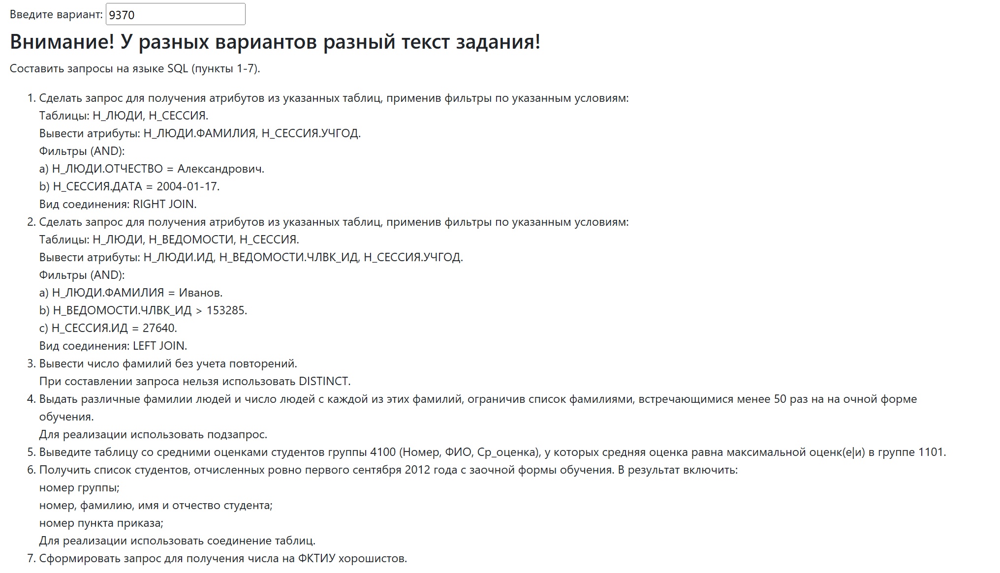 Введите вариант: 9370
Внимание! У разных вариантов разный текст задания!
Составить запросы на языке SQL (пункты 1-7).
1. Сделать запрос для получения атрибутов из указанных таблиц, применив фильтры по указанным условиям:
Таблицы: Н_ЛЮДИ, Н_СЕССИЯ.
Вывести атрибуты: Н_ЛЮДИ.ФАМИЛИЯ, Н_СЕССИЯ.УЧГОД.
Фильтры (AND):
a) Н_ЛЮДИ.ОТЧЕСТВО = Александрович.
b) Н_СЕССИЯ.ДАТА = 2004-01-17.
Вид соединения: RIGHT JOIN.
2. Сделать запрос для получения атрибутов из указанных таблиц, применив фильтры по указанным условиям:
Таблицы: Н_ЛЮДИ, Н_ВЕДОМОСТИ, Н_СЕССИЯ.
Вывести атрибуты: Н_ЛЮДИ.ИД, Н_ВЕДОМОСТИ.ЧЛВК_ИД, Н_СЕССИЯ.УЧГОД.
Фильтры (AND):
a) Н_ЛЮДИ.ФАМИЛИЯ = Иванов.
b) Н_ВЕДОМОСТИ.ЧЛВК_ИД > 153285.
c) Н_СЕССИЯ.ИД = 27640.
Вид соединения: LEFT JOIN.
3. Вывести число фамилий без учета повторений.
При составлении запроса нельзя использовать DISTINCT.
4. Выдать различные фамилии людей и число людей с каждой из этих фамилий, ограничив список фамилиями, встречающимися менее 50 раз на на очной форме
обучения.
Для реализации использовать подзапрос.
5. Выведите таблицу со средними оценками студентов группы 4100 (Номер, ФИО, Ср_оценка), у которых средняя оценка равна максимальной оценк(е|и) в группе 1101.
6. Получить список студентов, отчисленных ровно первого сентября 2012 года с заочной формы обучения. В результат включить:
номер группы;
номер, фамилию, имя и отчество студента;
номер пункта приказа;
Для реализации использовать соединение таблиц.
7. Сформировать запрос для получения числа на ФКТИУ хорошистов.